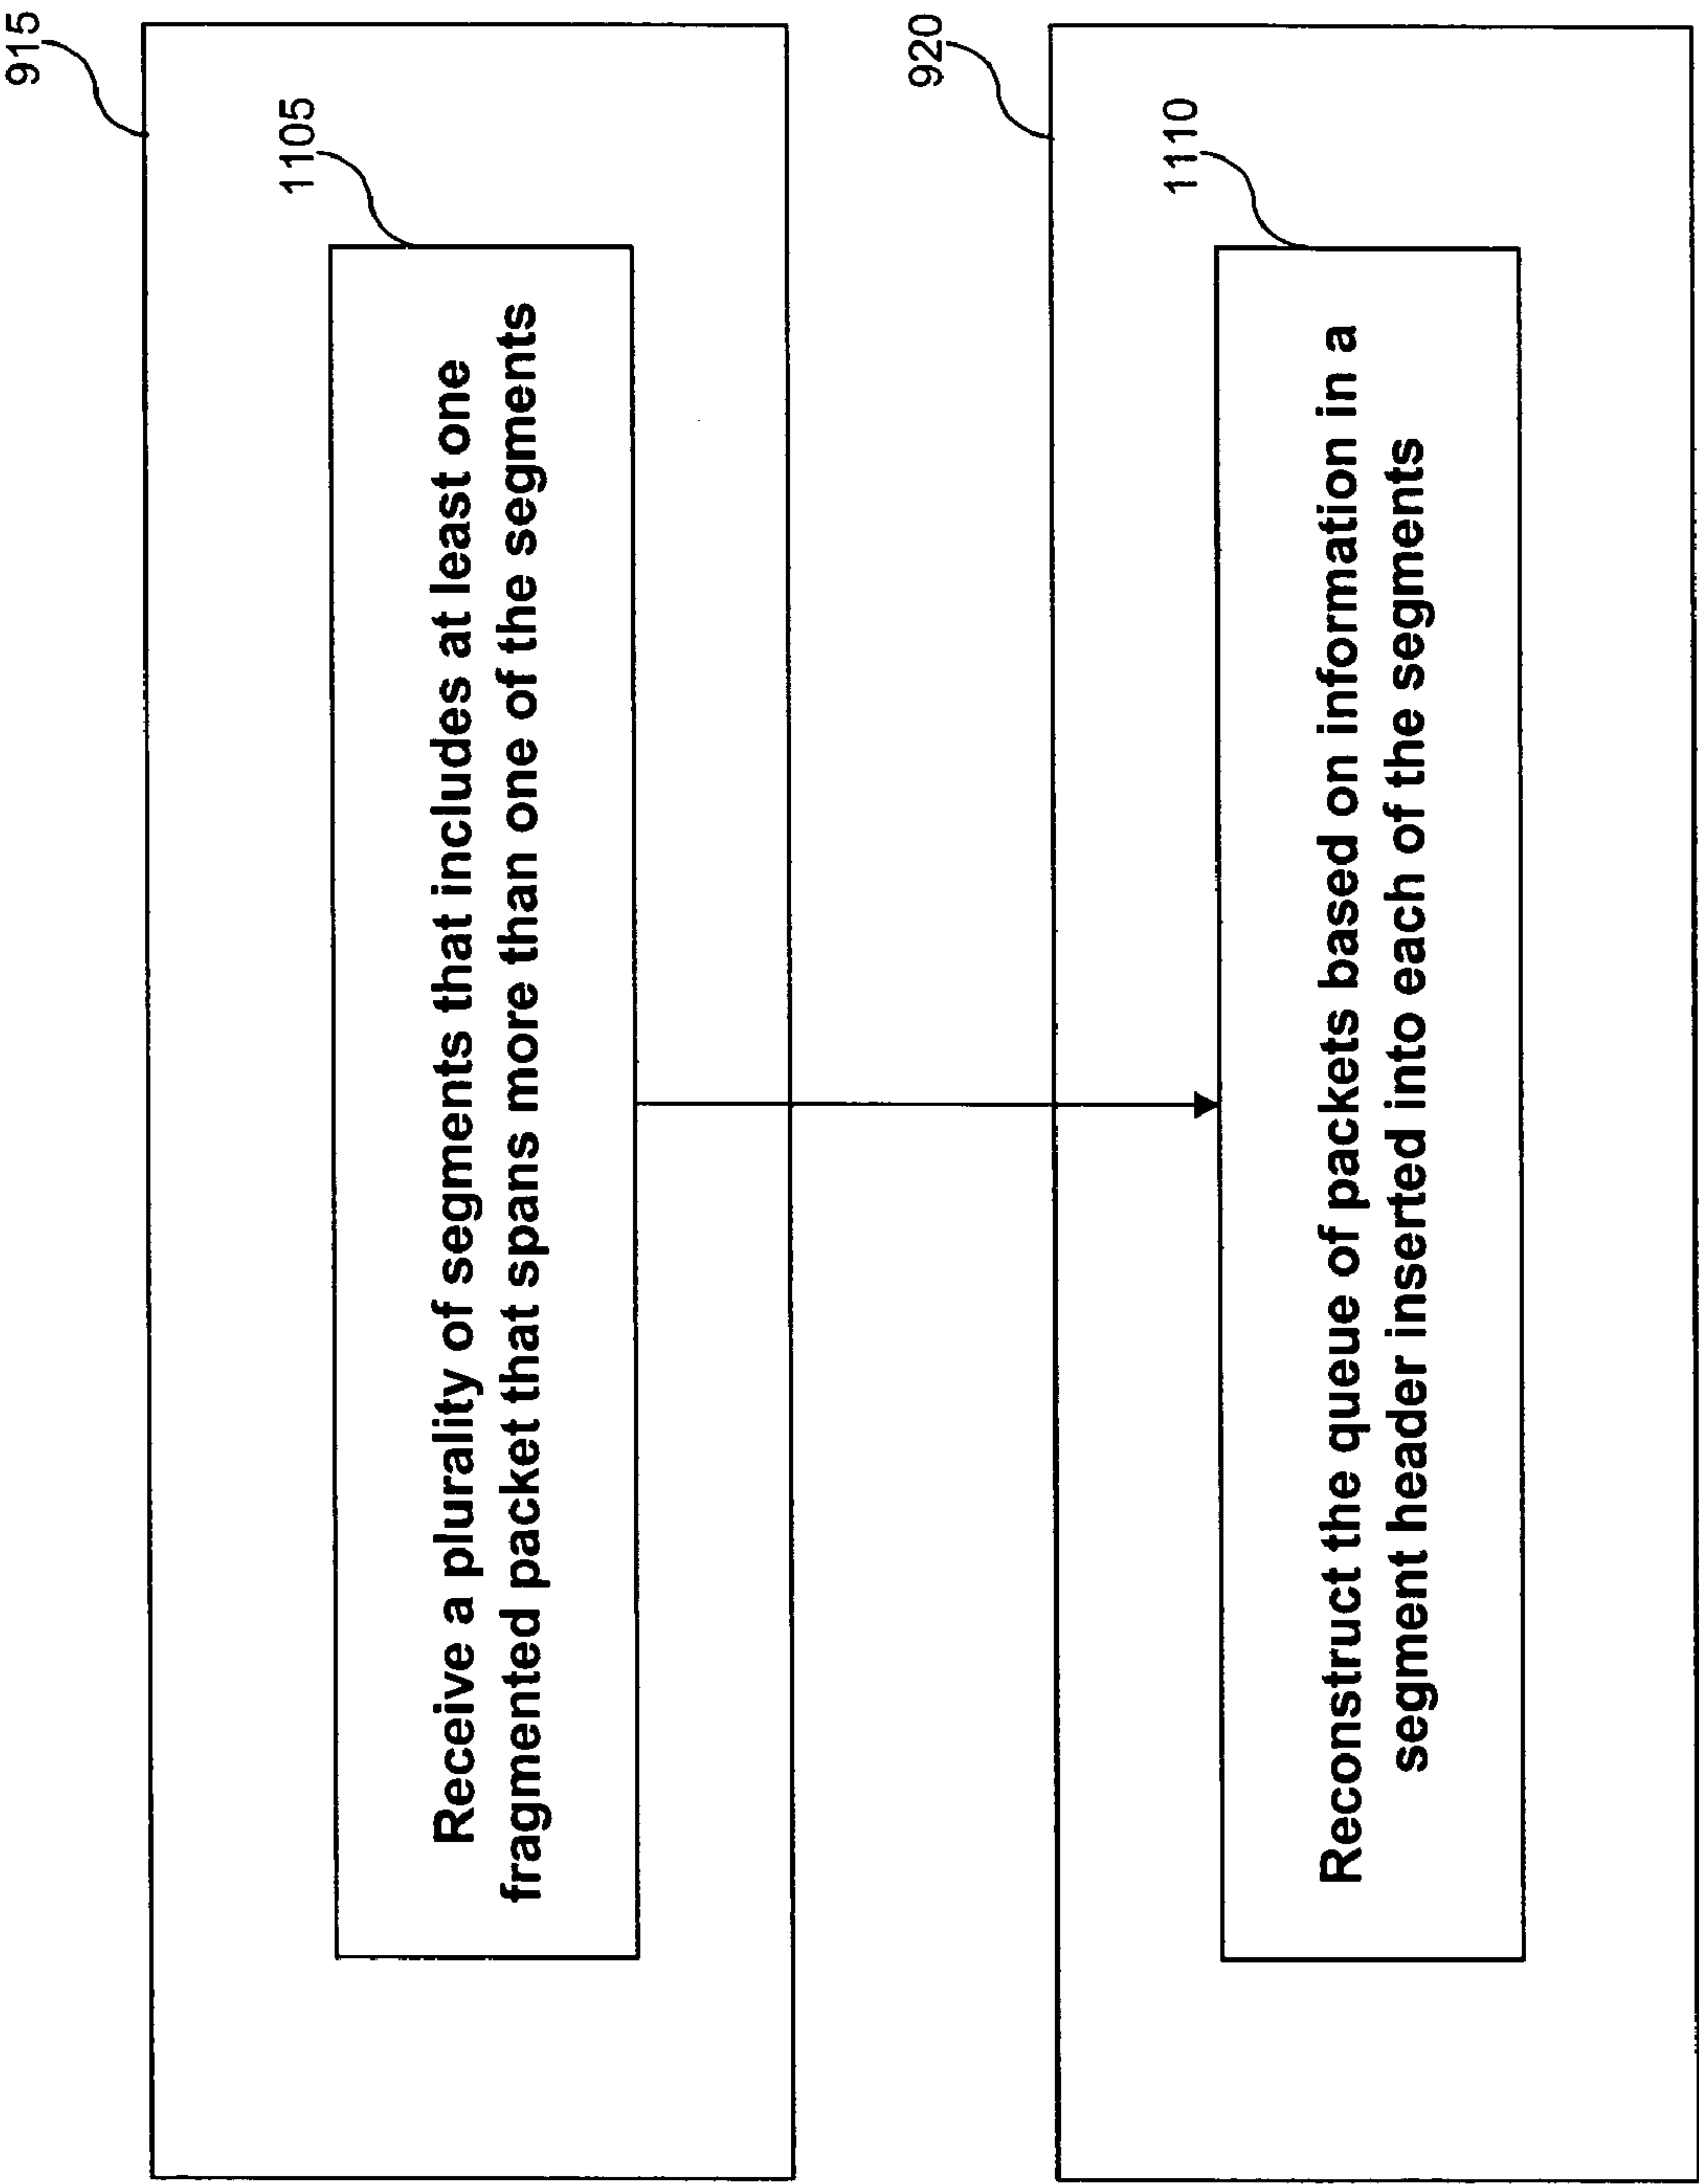 915
1105
Receive a plurality of segments that includes at least one
fragmented packet that spans more than one of the segments
920
1110
Reconstruct the queue of packets based on information in a
segment header inserted into each of the segments